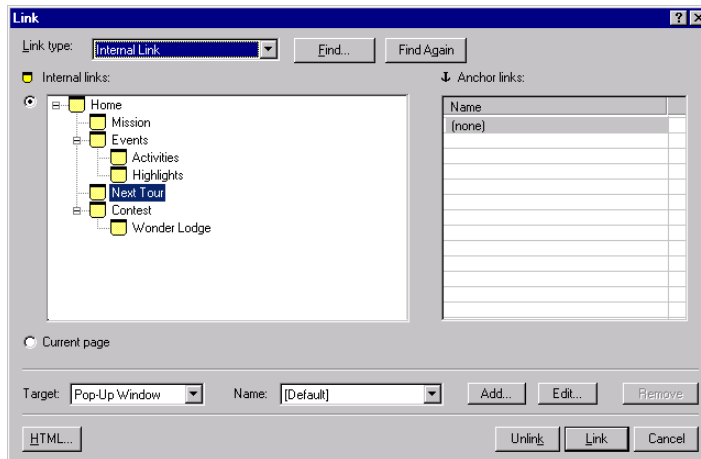 Link
Link type: Internal Link Find... Find Again
Internal links: Anchor links:
Home
Mission
Events
Activities
Highlights
Next Tour
Contest
Wonder Lodge
Name
(none)
Current page
Target: Pop-Up Window Name: [Default] Add... Edit... Remove
HTML... Unlink Link Cancel